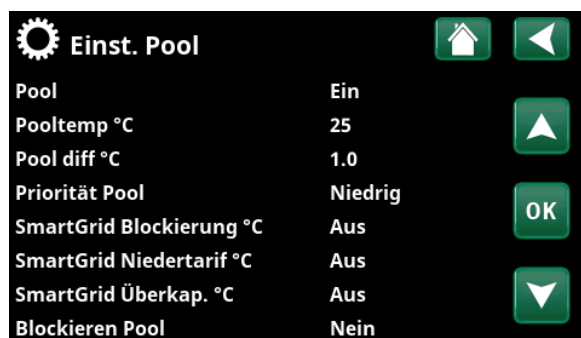 Einst. Pool
Pool Ein
Pooltemp °C 25
Pool diff °C 1.0
Priorität Pool Niedrig
SmartGrid Blockierung °C Aus
OK
SmartGrid Niedertarif °C Aus
SmartGrid Überkap. °C Aus
Blockieren Pool Nein